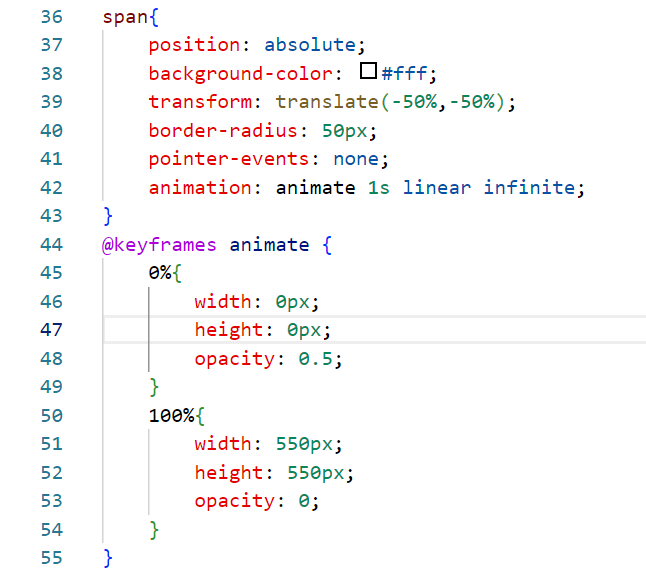 36 span{
37 position: absolute;
38 background-color: #fff;
39 transform: translate(-50%,-50%);
40 border-radius: 50px;
41 pointer-events: none;
42 animation: animate 1s linear infinite;
43 }
44 @keyframes animate {
45 0%{
46 width: 0px;
47 height: 0px;
48 opacity: 0.5;
49 }
50 100%{
51 width: 550px;
52 height: 550px;
53 opacity: 0;
54 }
55 }